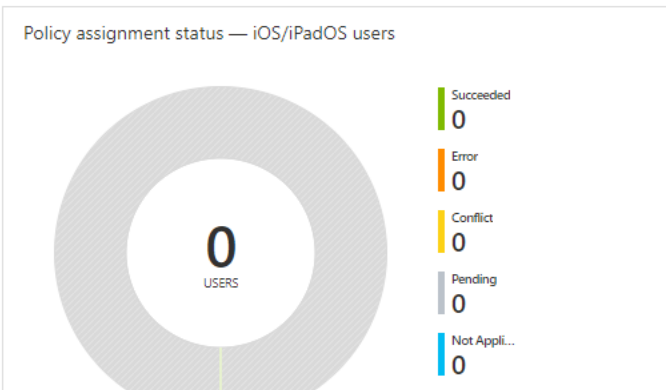 Policy assignment status — iOS/iPadOS users
Succeeded
0
Error
0
Conflict
0
Pending
0
Not Appli...
0
0
USERS